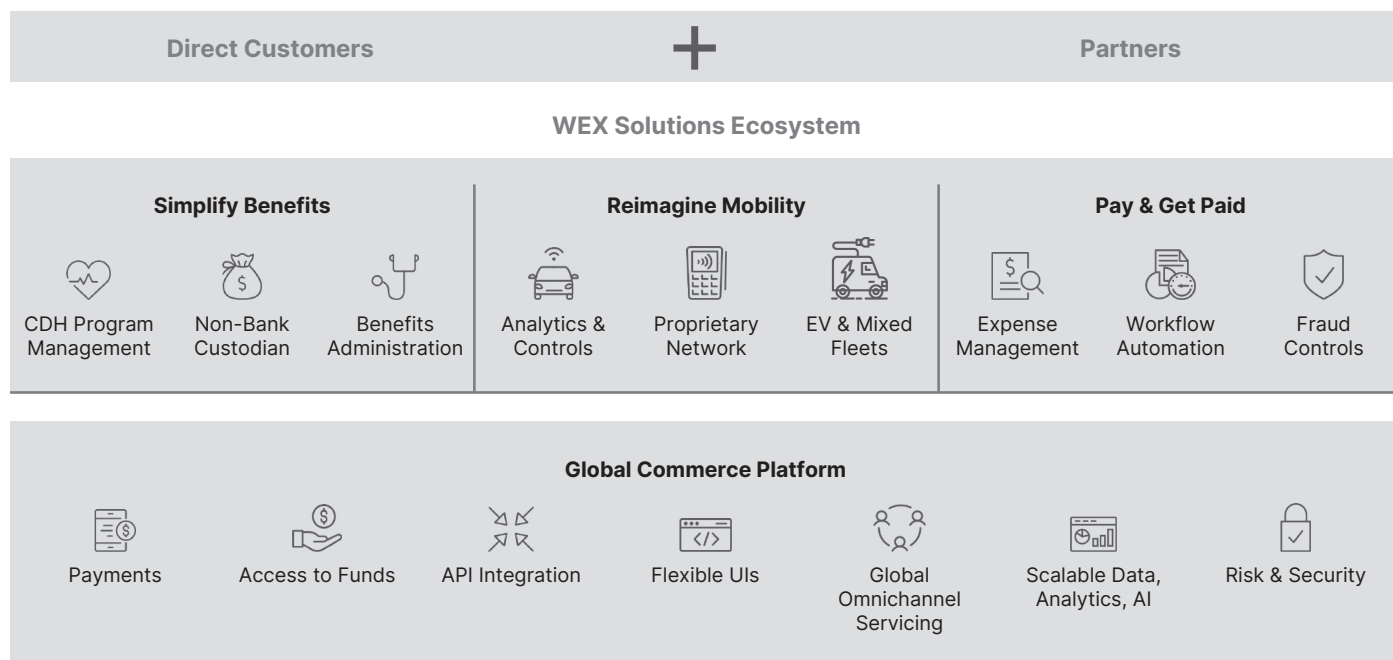 Direct Customers
+
Partners
WEX Solutions Ecosystem
Simplify Benefits
Reimagine Mobility
Pay & Get Paid
CDH Program
Management
Non-Bank
Custodian
Benefits
Administration
Analytics &
Controls
Proprietary
Network
EV & Mixed
Fleets
Expense
Management
Workflow
Automation
Fraud
Controls
Global Commerce Platform
Payments
Access to Funds
API Integration
Flexible UIs
Global
Omnichannel
Servicing
Scalable Data,
Analytics, AI
Risk & Security